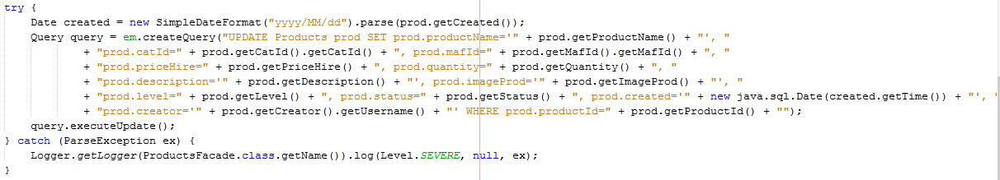 try {
Date created = new SimpleDateFormat("yyyy/MM/dd").parse(prod.getCreated());
Query query = em.createQuery("UPDATE Products prod SET prod.productName='" + prod.getProductName() + "', "
+ "prod.catId=" + prod.getCatId().getCatId() + ", prod.mafId=" + prod.getMafId().getMafId() + ", "
+ "prod.priceHire=" + prod.getPriceHire() + ", prod.quantity=" + prod.getQuantity() + ", "
+ "prod.description='" + prod.getDescription() + "', prod.imageProd='" + prod.getImageProd() + "', "
+ "prod.level=" + prod.getLevel() + ", prod.status=" + prod.getStatus() + ", prod.created='" + new java.sql.Date(created.getTime()) + "', "
+ "prod.creator='" + prod.getCreator().getUsername() + "' WHERE prod.productId=" + prod.getProductId() + "");
query.executeUpdate();
} catch (ParseException ex) {
Logger.getLogger(ProductsFacade.class.getName()).log(Level.SEVERE, null, ex);
}